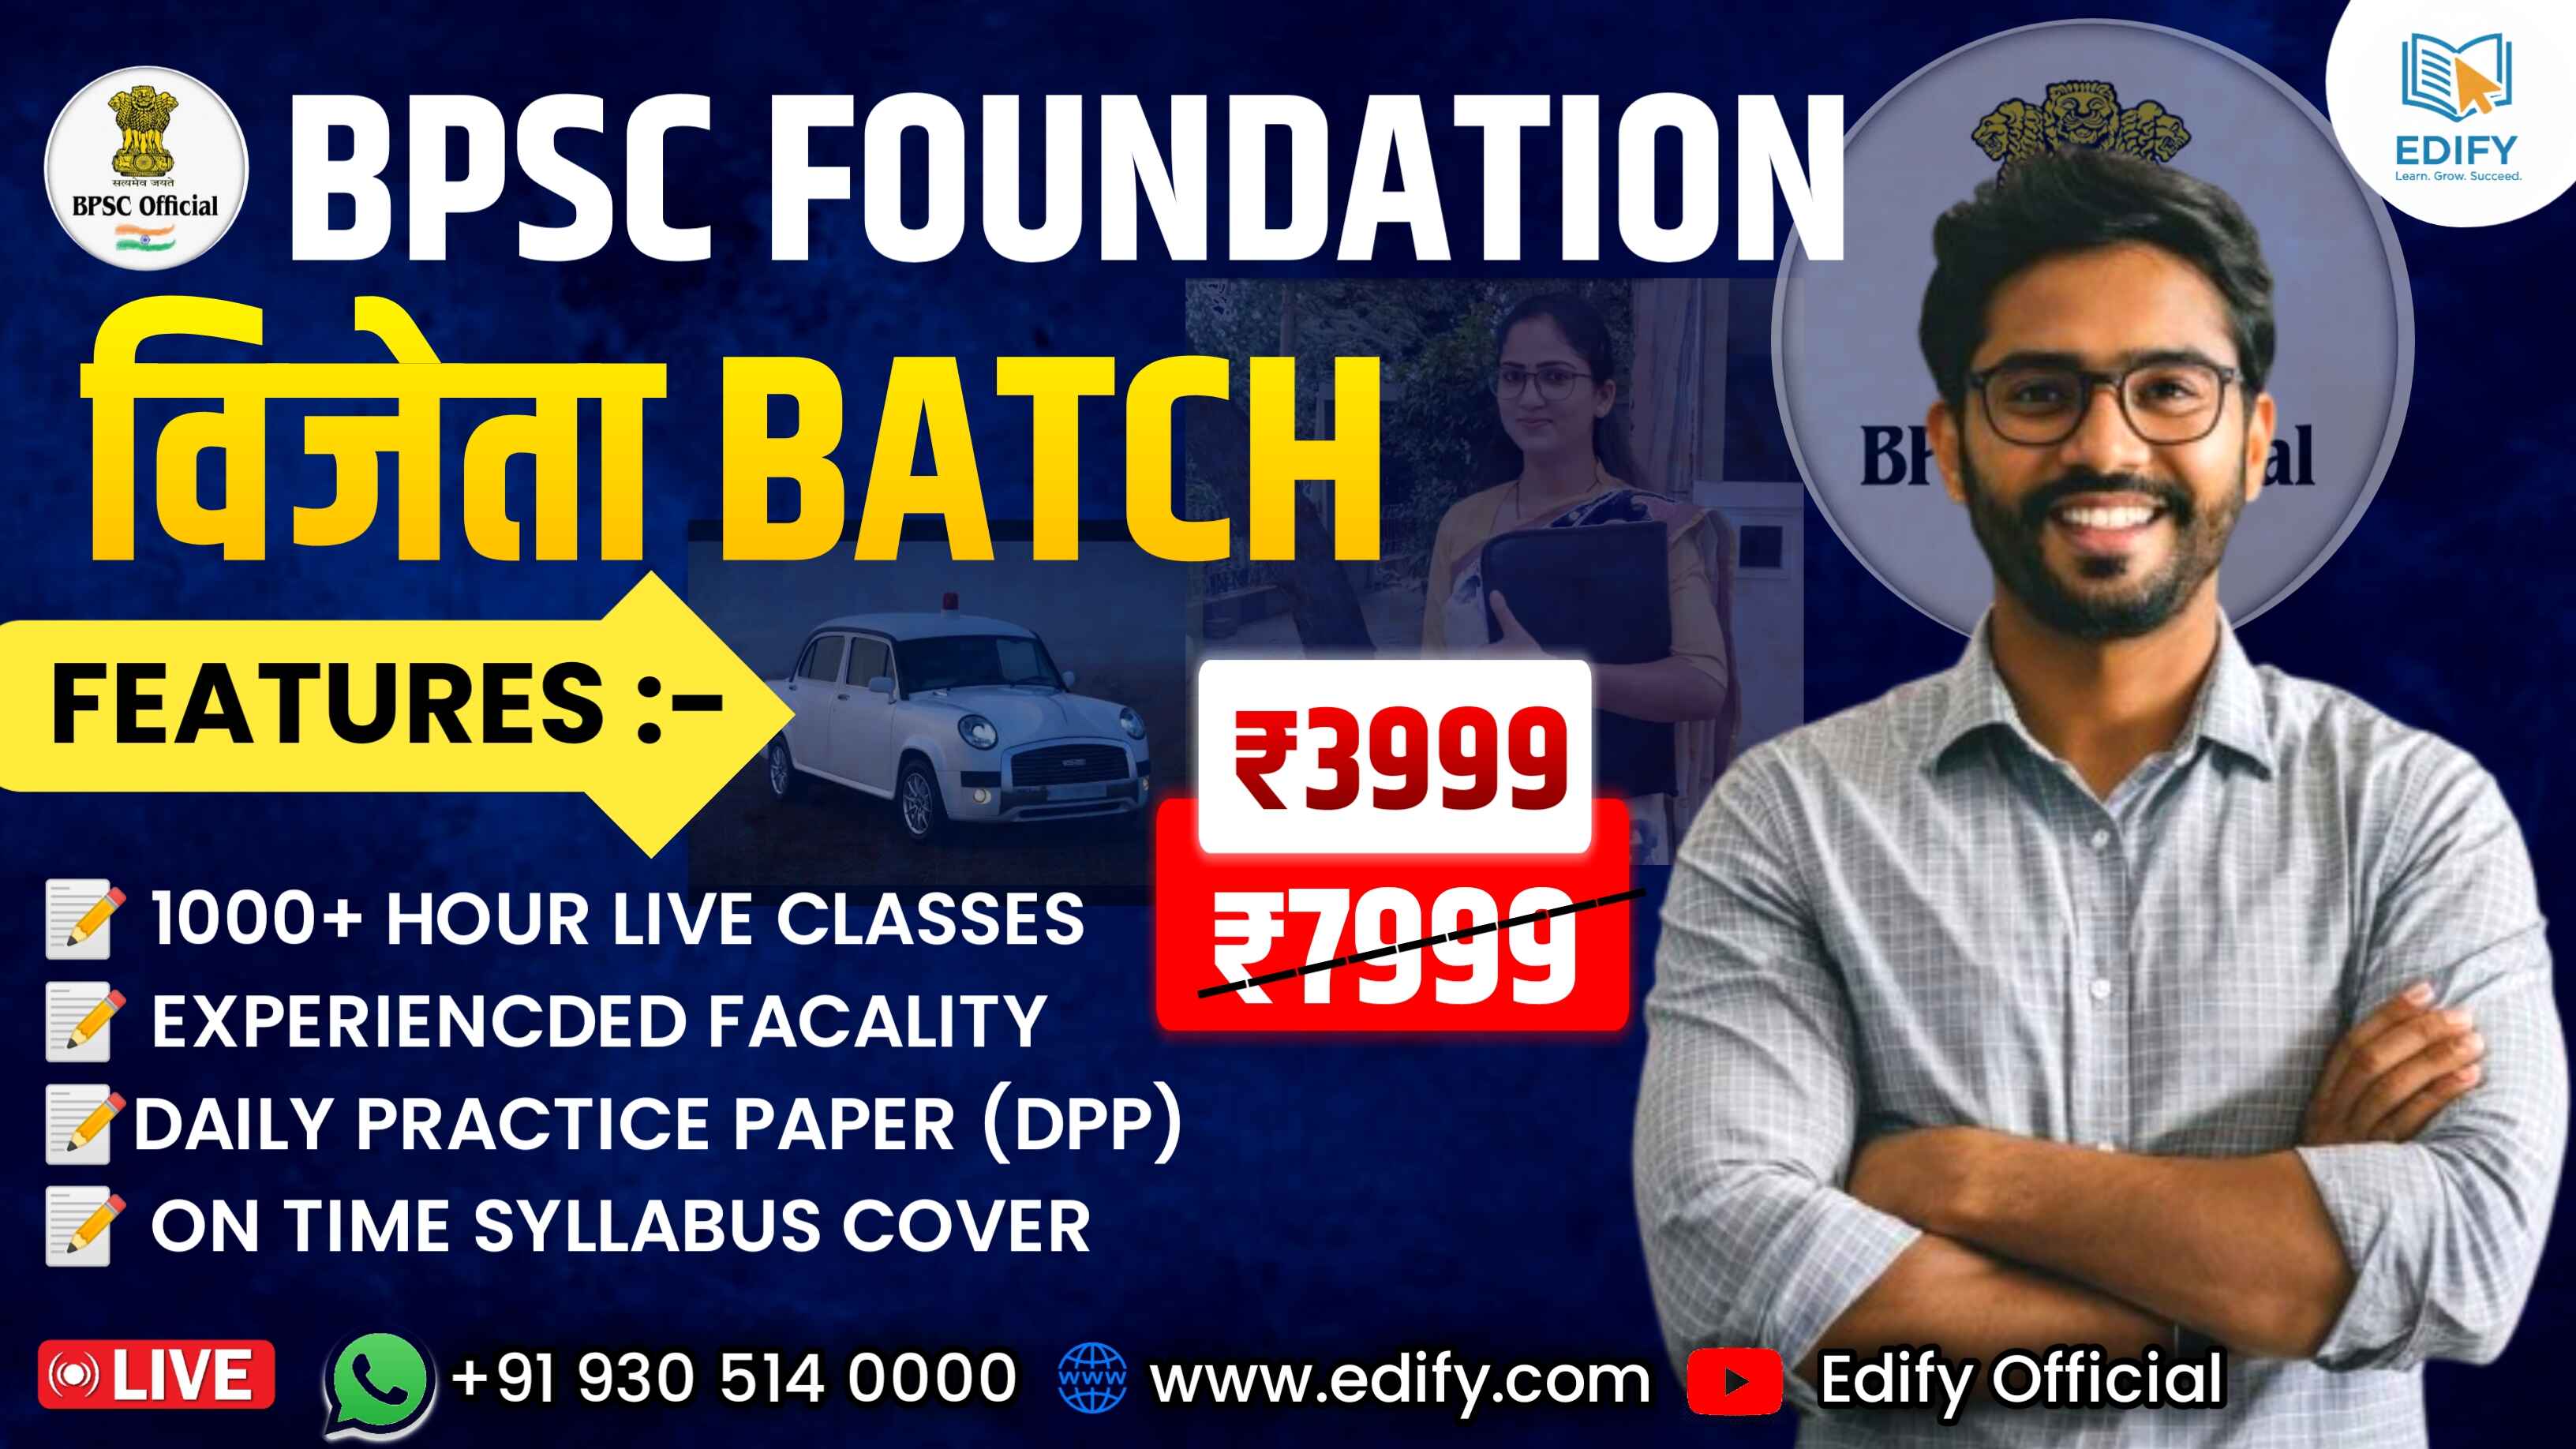 सत्यमेव जयते
BPSC Official
BPSC FOUNDATION
EDIFY
Learn. Grow. Succeed.
विजेता BATCH
FEATURES :-
₹3999
₹7999
1000+ HOUR LIVE CLASSES
EXPERIENCDED FACALITY
DAILY PRACTICE PAPER (DPP)
ON TIME SYLLABUS COVER
LIVE
+91 930 514 0000
www
www.edify.com
Edify Official